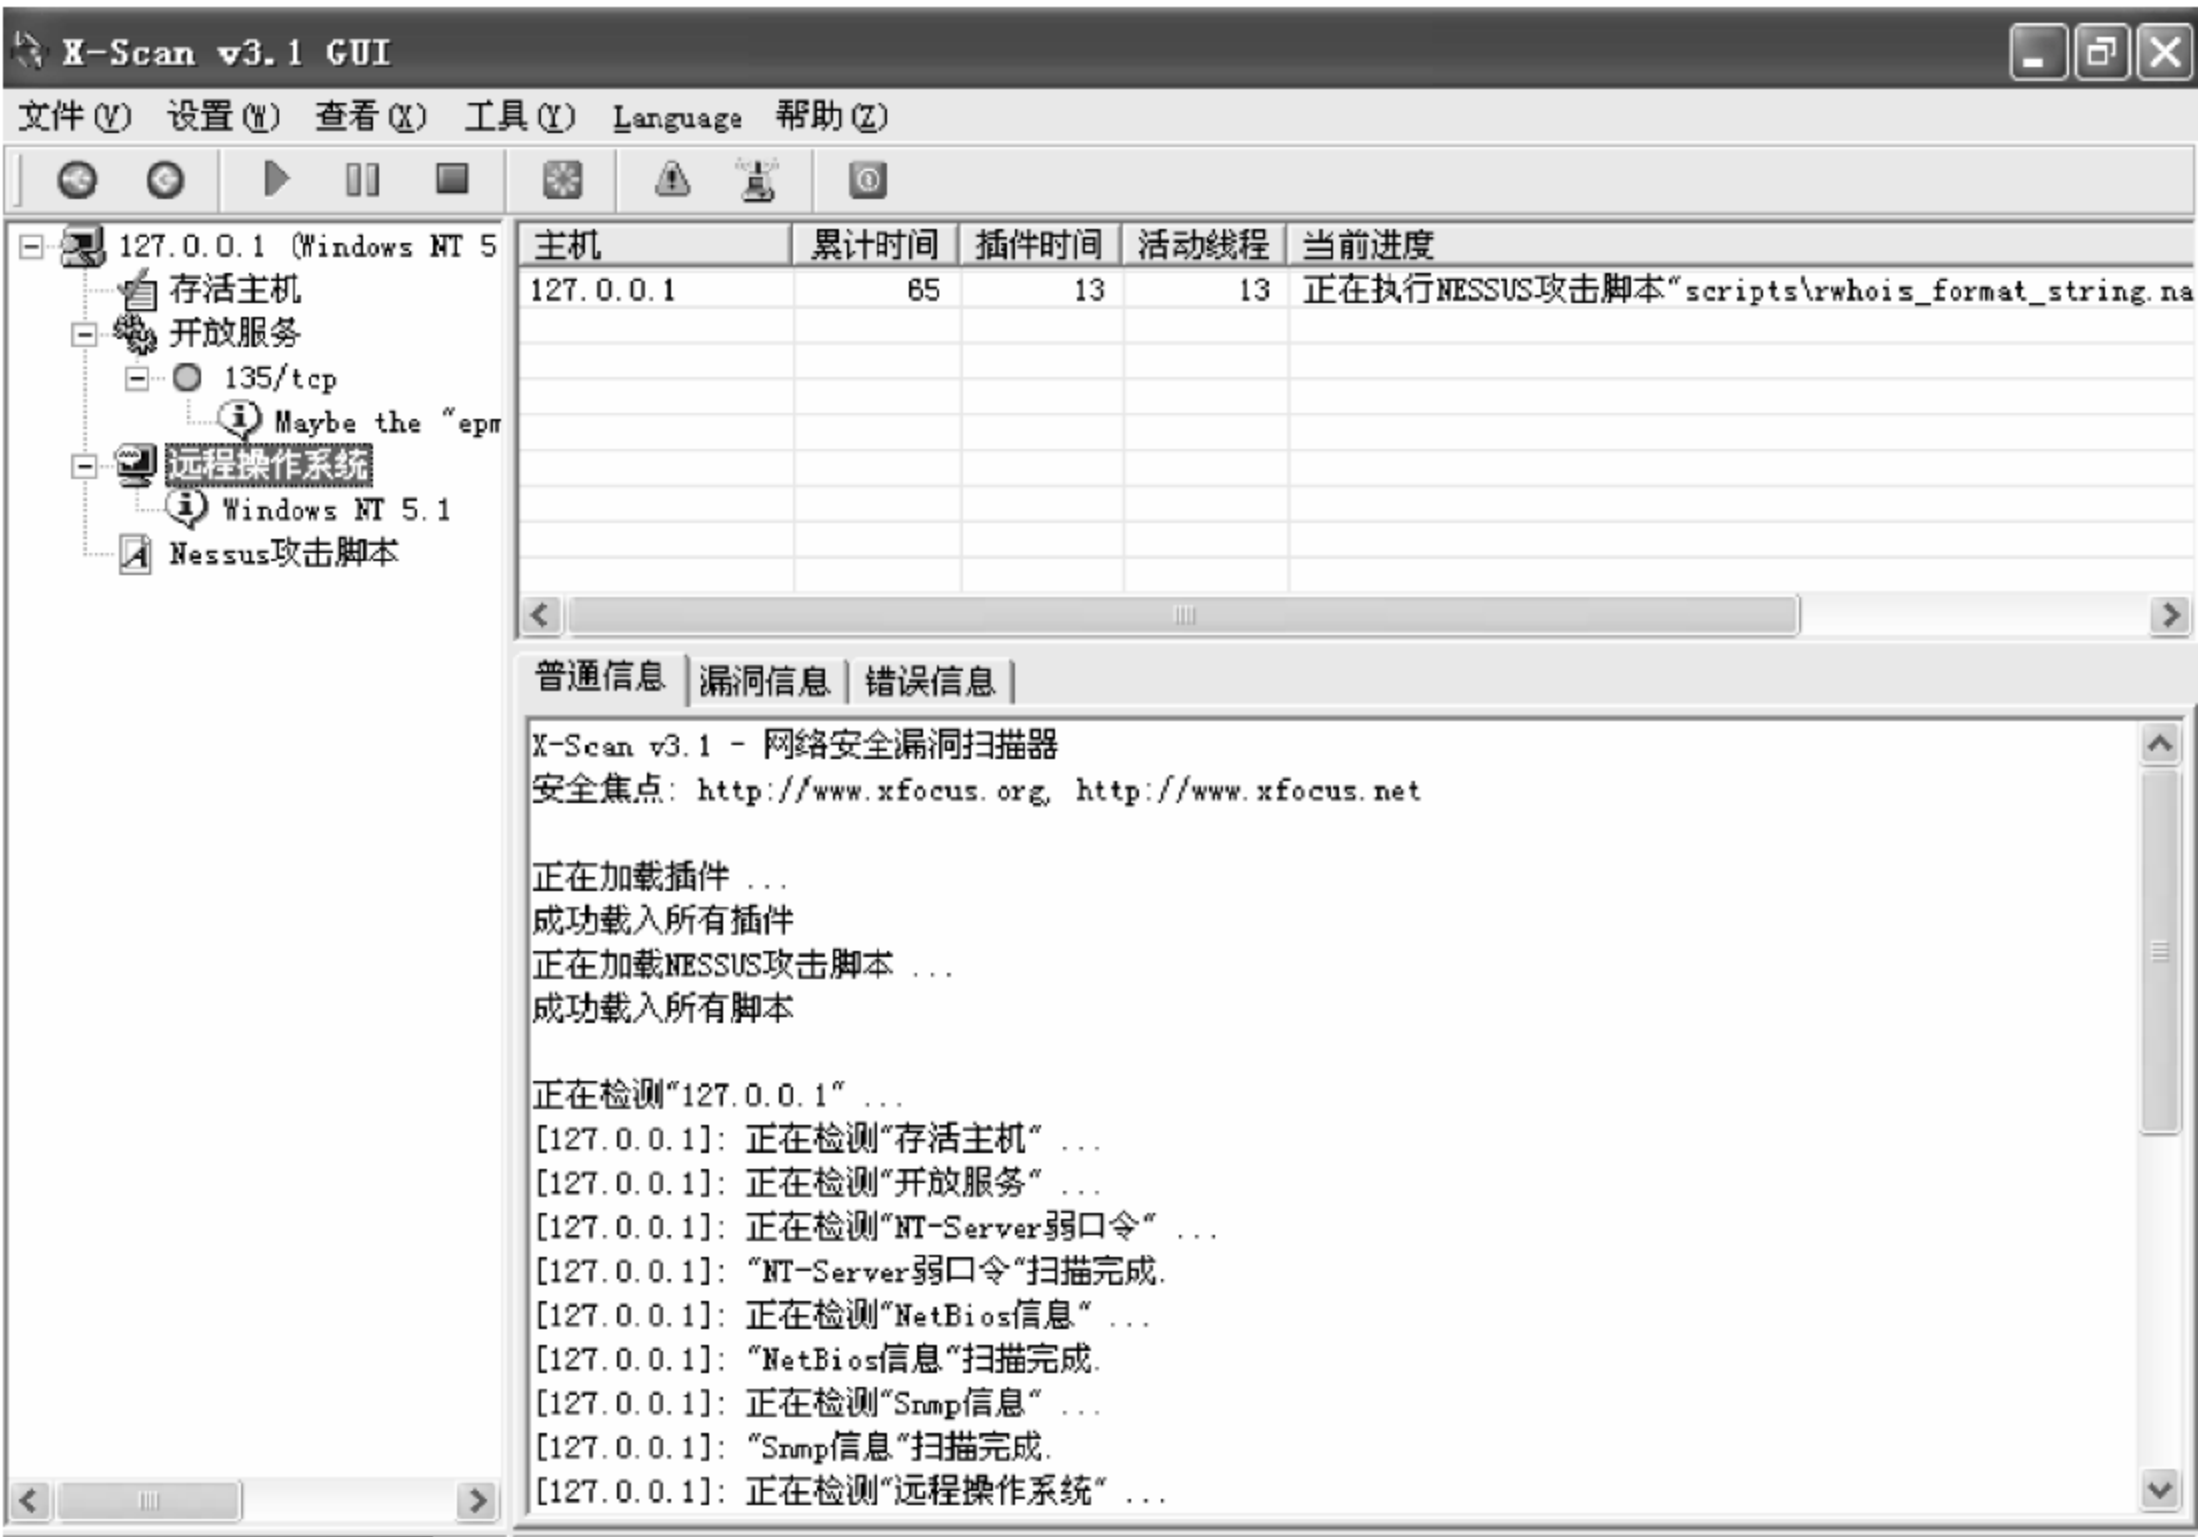 X-Scan v3.1 GUI
文件(V) 设置(W) 查看(X) 工具(Y) Language 帮助(Z)
127.0.0.1 (Windows NT 5
存活主机
开放服务
135/tcp
Maybe the "epm
远程操作系统
Windows NT 5.1
Nessus攻击脚本
主机 累计时间 插件时间 活动线程 当前进度
127.0.0.1 65 13 13 正在执行NESSUS攻击脚本"scripts\rwhois_format_string.na
普通信息 漏洞信息 错误信息
X-Scan v3.1 - 网络安全漏洞扫描器
安全焦点: http://www.xfocus.org, http://www.xfocus.net
正在加载插件 ...
成功载入所有插件
正在加载NESSUS攻击脚本 ...
成功载入所有脚本
正在检测"127.0.0.1" ...
[127.0.0.1]: 正在检测"存活主机" ...
[127.0.0.1]: 正在检测"开放服务" ...
[127.0.0.1]: 正在检测"NT-Server弱口令" ...
[127.0.0.1]: "NT-Server弱口令"扫描完成.
[127.0.0.1]: 正在检测"NetBios信息" ...
[127.0.0.1]: "NetBios信息"扫描完成.
[127.0.0.1]: 正在检测"Snmp信息" ...
[127.0.0.1]: "Snmp信息"扫描完成.
[127.0.0.1]: 正在检测"远程操作系统" ...